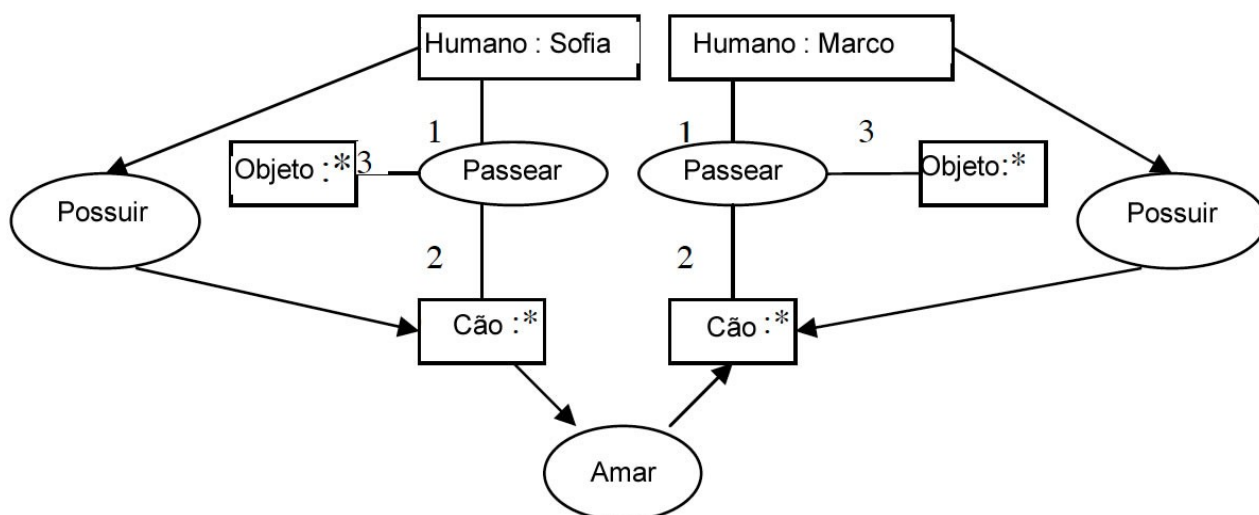 Humano : Sofia
Humano : Marco
1
1
3
Objeto :* 3
Passear
Passear
Objeto:*
Possuir
Possuir
2
2
Cão :*
Cão :*
Amar